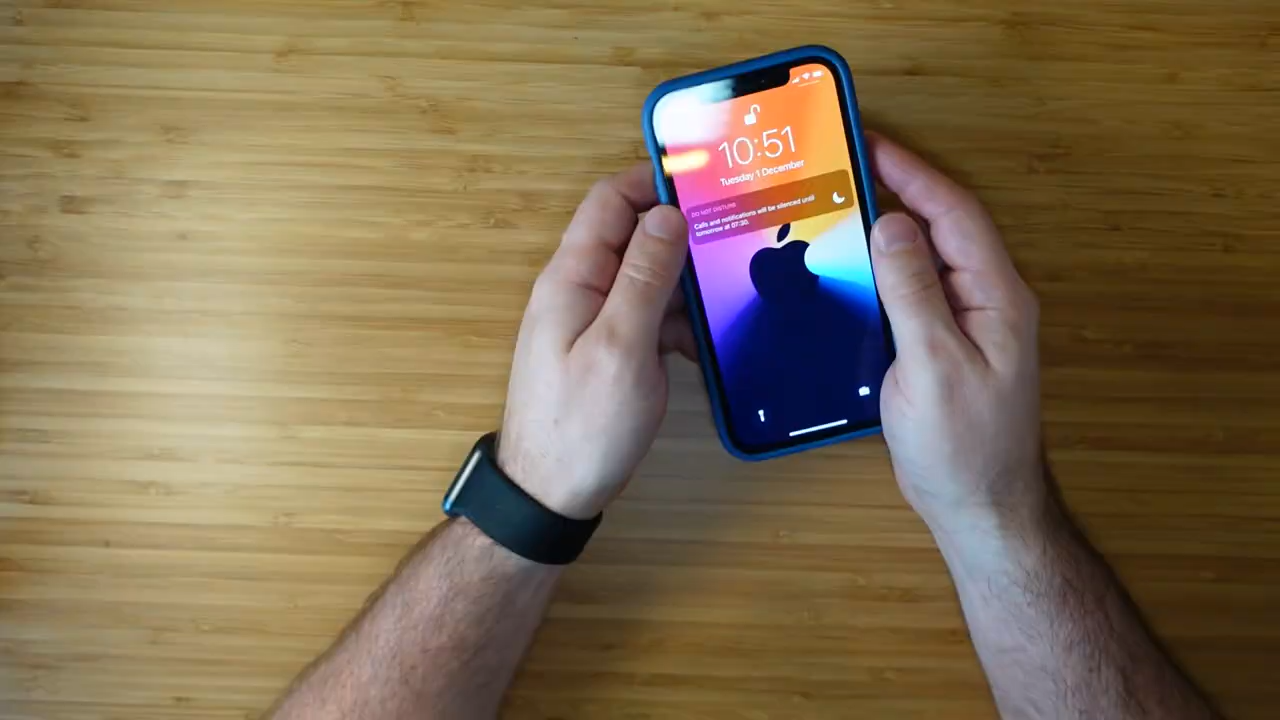 10:51
Tuesday 1 December
DO NOT DISTURB
Calls and notifications will be silenced until
tomorrow at 07:30.